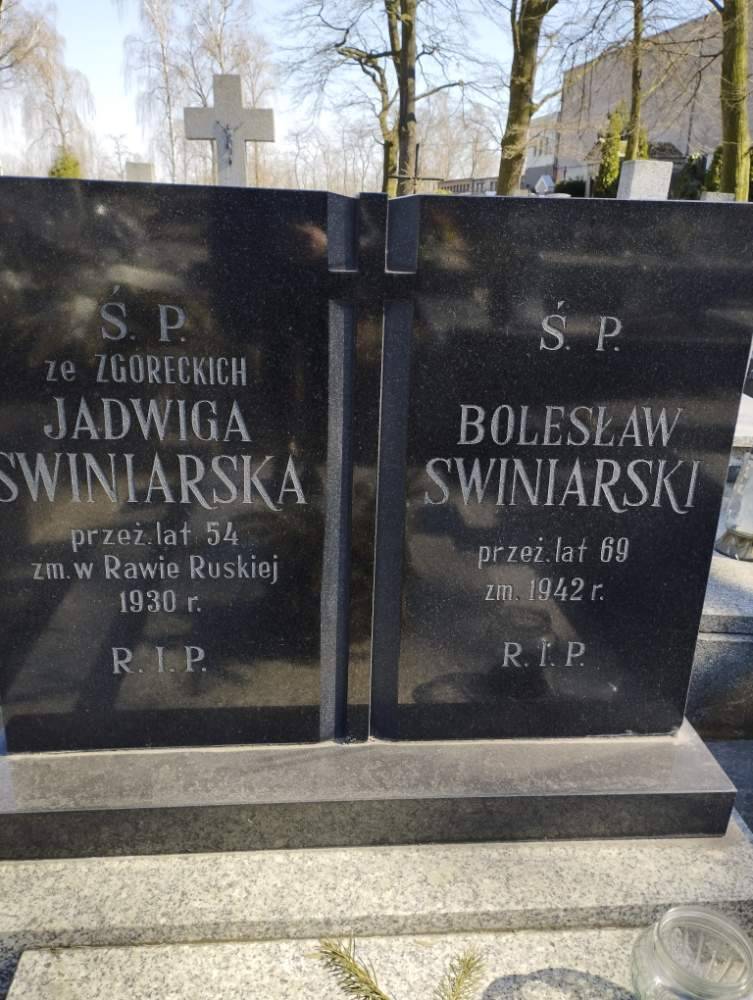 Ś. P.
ze ZGORECKICH
JADWIGA
SWINIARSKA
przeż. lat 54
zm. w Rawie Ruskiej
1930 r.
R. I. P.
Ś. P.
BOLESŁAW
SWINIARSKI
przeż. lat 69
zm. 1942 r.
R. I. P.